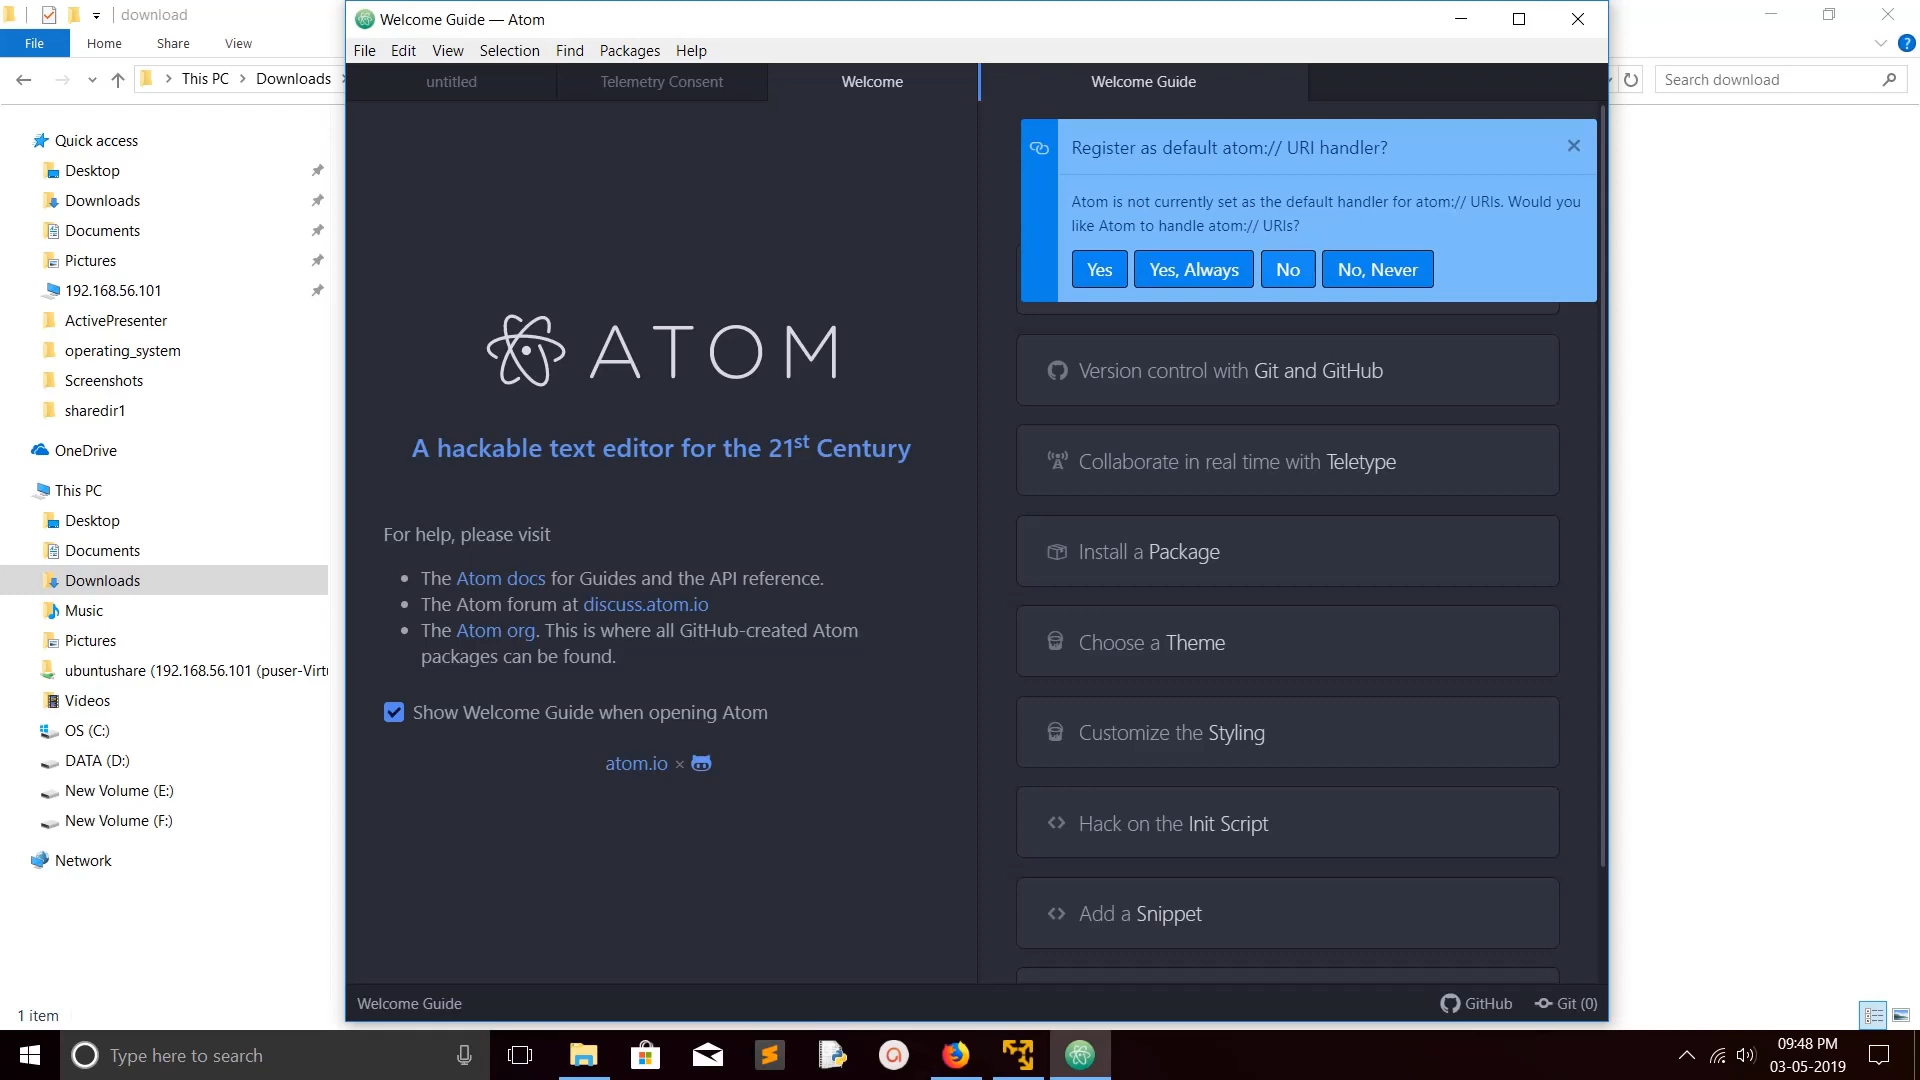 download
File
Home
Share
View
This PC
Downloads
Search download
Quick access
Desktop
Downloads
Documents
Pictures
192.168.56.101
ActivePresenter
operating_system
Screenshots
sharedir1
OneDrive
This PC
Desktop
Documents
Downloads
Music
Pictures
ubuntushare (192.168.56.101 (puser-Virtu
Videos
OS (C:)
DATA (D:)
New Volume (E:)
New Volume (F:)
Network
1 item
Welcome Guide — Atom
File Edit View Selection Find Packages Help
untitled
Telemetry Consent
Welcome
Welcome Guide
ATOM
A hackable text editor for the 21st Century
For help, please visit
• The Atom docs for Guides and the API reference.
• The Atom forum at discuss.atom.io
• The Atom org. This is where all GitHub-created Atom
packages can be found.
Show Welcome Guide when opening Atom
atom.io ×
Register as default atom:// URI handler?
Atom is not currently set as the default handler for atom:// URIs. Would you
like Atom to handle atom:// URIs?
Yes
Yes, Always
No
No, Never
Version control with Git and GitHub
Collaborate in real time with Teletype
Install a Package
Choose a Theme
Customize the Styling
Hack on the Init Script
Add a Snippet
Welcome Guide
GitHub
Git (0)
Type here to search
09:48 PM
03-05-2019